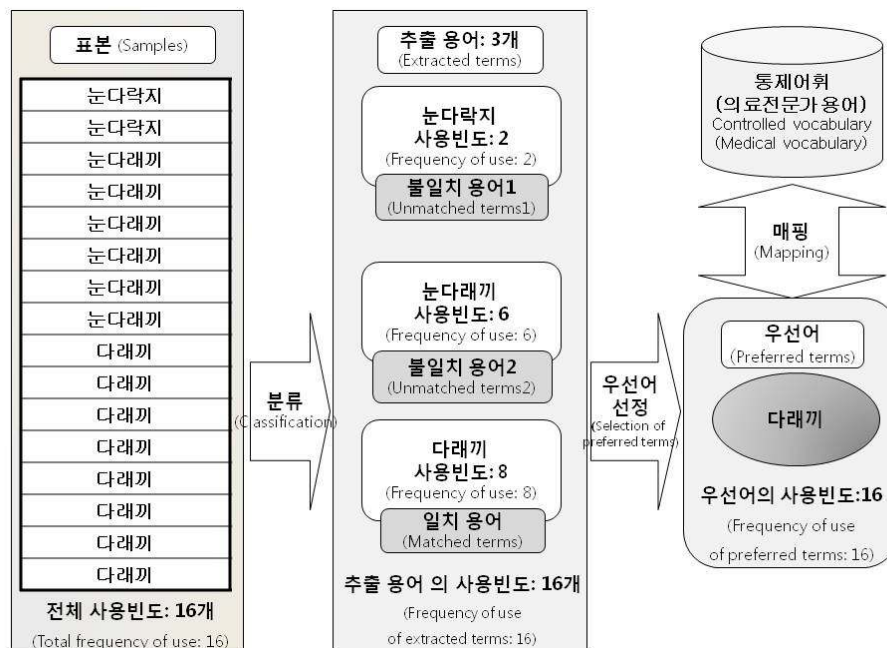 표본 (Samples)
눈다락지
눈다락지
눈다래끼
눈다래끼
눈다래끼
눈다래끼
눈다래끼
눈다래끼
다래끼
다래끼
다래끼
다래끼
다래끼
다래끼
다래끼
다래끼
전체 사용빈도: 16개
(Total frequency of use: 16)
분류
(Classification)
추출 용어: 3개
(Extracted terms)
눈다락지
사용빈도: 2
(Frequency of use: 2)
불일치 용어1
(Unmatched terms1)
눈다래끼
사용빈도: 6
(Frequency of use: 6)
불일치 용어2
(Unmatched terms2)
다래끼
사용빈도: 8
(Frequency of use: 8)
일치 용어
(Matched terms)
추출 용어 의 사용빈도: 16개
(Frequency of use
of extracted terms: 16)
우선어
선정
(Selection of
preferred terms)
통제어휘
(의료전문가 용어)
Controlled vocabulary
(Medical vocabulary)
매핑
(Mapping)
우선어
(Preferred terms)
다래끼
우선어의 사용빈도:16
(Frequency of use
of preferred terms: 16)